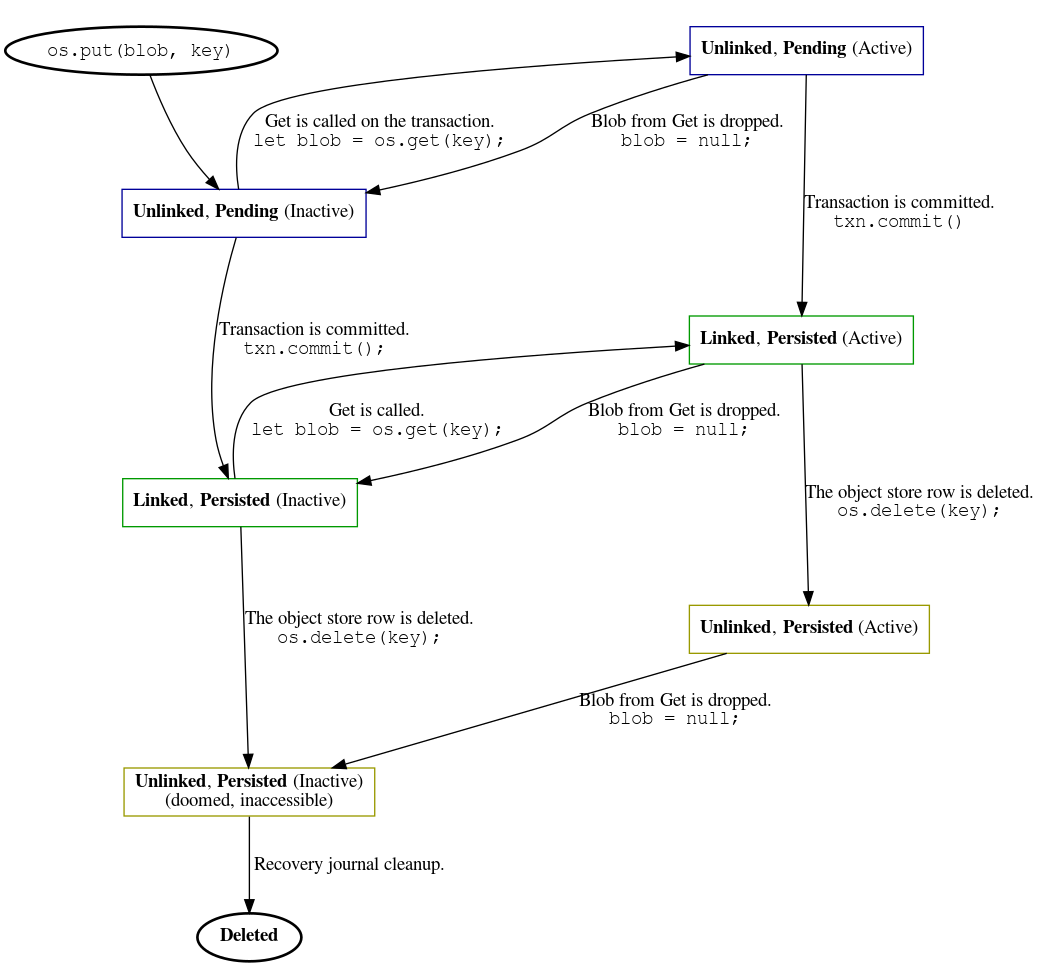 os.put(blob, key)
Unlinked, Pending (Active)
Get is called on the transaction.
let blob = os.get(key);
Blob from Get is dropped.
blob = null;
Unlinked, Pending (Inactive)
Transaction is committed.
txn.commit()
Transaction is committed.
txn.commit();
Linked, Persisted (Active)
Get is called.
let blob = os.get(key);
Blob from Get is dropped.
blob = null;
Linked, Persisted (Inactive)
The object store row is deleted.
os.delete(key);
The object store row is deleted.
os.delete(key);
Unlinked, Persisted (Active)
Blob from Get is dropped.
blob = null;
Unlinked, Persisted (Inactive)
(doomed, inaccessible)
Recovery journal cleanup.
Deleted